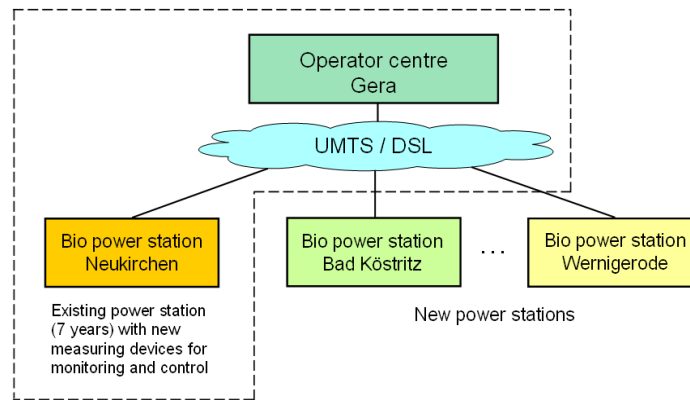 Operator centre
Gera
UMTS / DSL
Bio power station
Neukirchen
Bio power station
Bad Köstritz
...
Bio power station
Wernigerode
Existing power station
(7 years) with new
measuring devices for
monitoring and control
New power stations